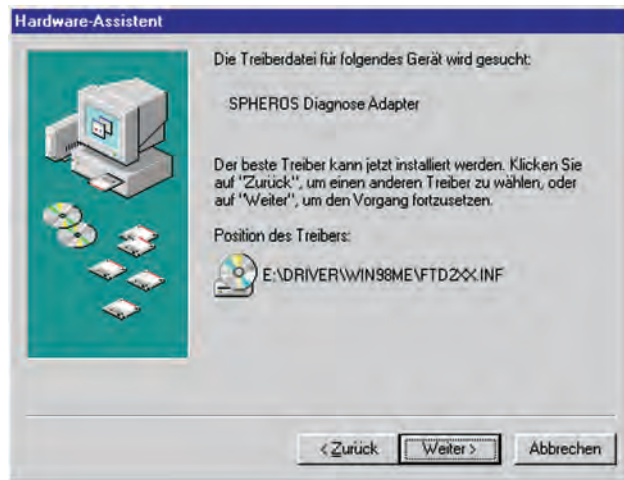 Hardware-Assistent
Die Treiberdatei für folgendes Gerät wird gesucht:
SPHEROS Diagnose Adapter
Der beste Treiber kann jetzt installiert werden. Klicken Sie
auf "Zurück", um einen anderen Treiber zu wählen, oder
auf "Weiter", um den Vorgang fortzusetzen.
Position des Treibers:
E:\DRIVER\WIN98ME\FTD2XX.INF
< Zurück Weiter > Abbrechen